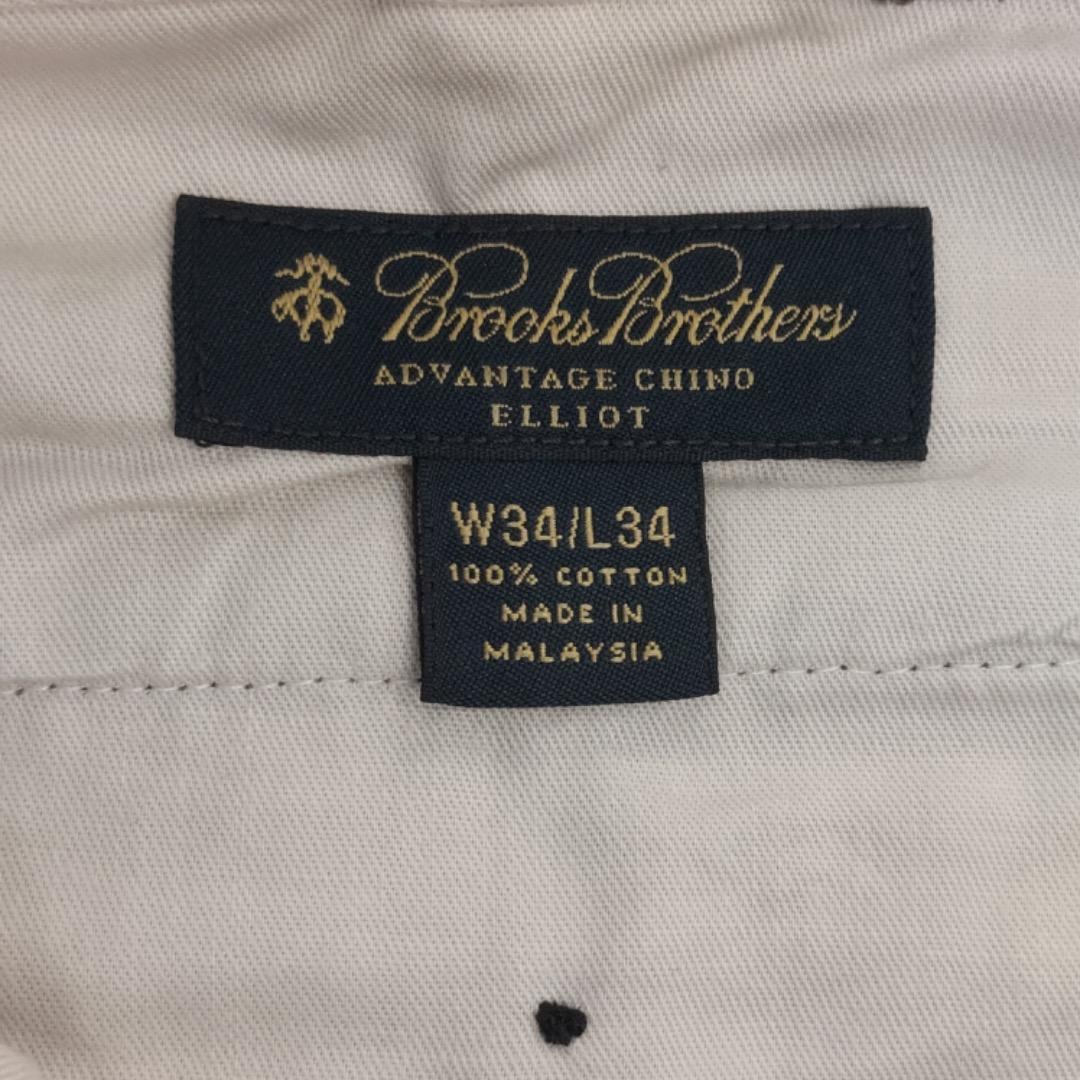 Brooks Brothers
ADVANTAGE CHINO
ELLIOT
W34/L34
100% COTTON
MADE IN
MALAYSIA